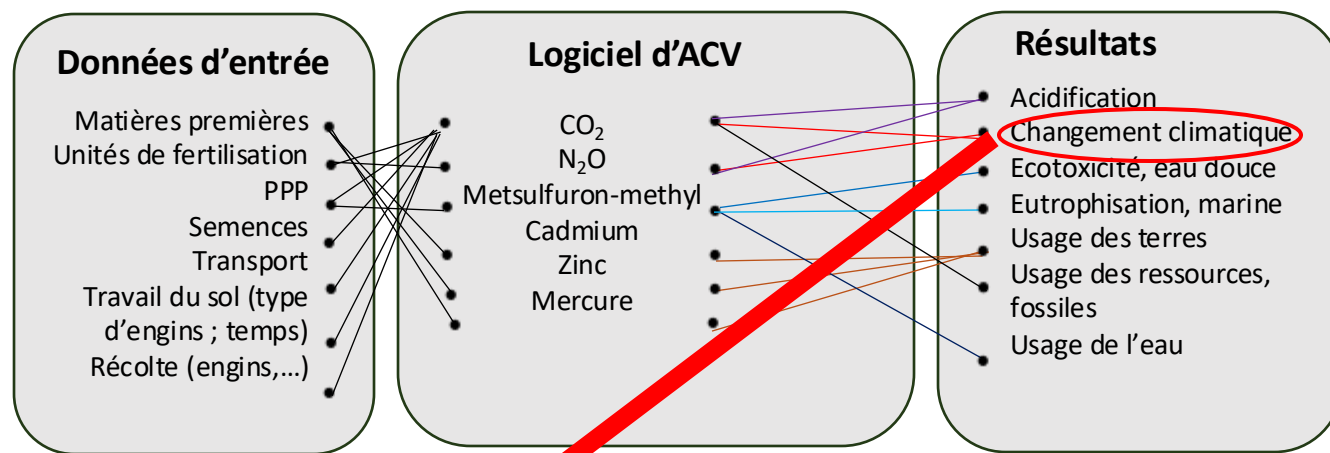 Données d’entrée
Matières premières
Unités de fertilisation
PPP
Semences
Transport
Travail du sol (type
d’engins ; temps)
Récolte (engins,…)
Logiciel d’ACV
CO₂
N₂O
Metsulfuron-methyl
Cadmium
Zinc
Mercure
Résultats
Acidification
Changement climatique
Ecotoxicité, eau douce
Eutrophisation, marine
Usage des terres
Usage des ressources,
fossiles
Usage de l’eau